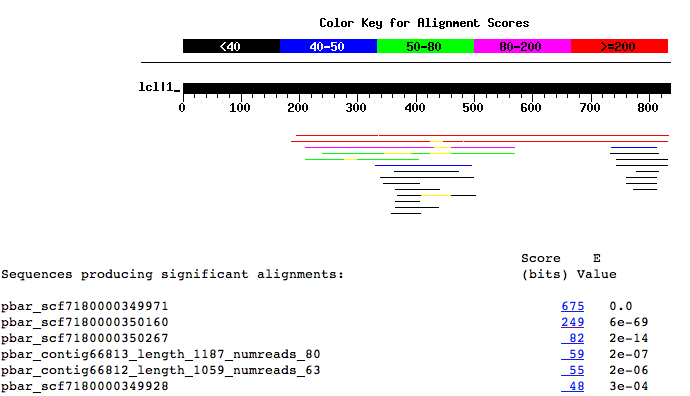 Color Key for Alignment Scores
<40 40-50 50-80 80-200 >=200
lcl|1_
0 100 200 300 400 500 600 700 800
Score E
Sequences producing significant alignments: (bits) Value
pbar_scf7180000349971 675 0.0
pbar_scf7180000350160 249 6e-69
pbar_scf7180000350267 82 2e-14
pbar_contig66813_length_1187_numreads_80 59 2e-07
pbar_contig66812_length_1059_numreads_63 55 2e-06
pbar_scf7180000349928 48 3e-04